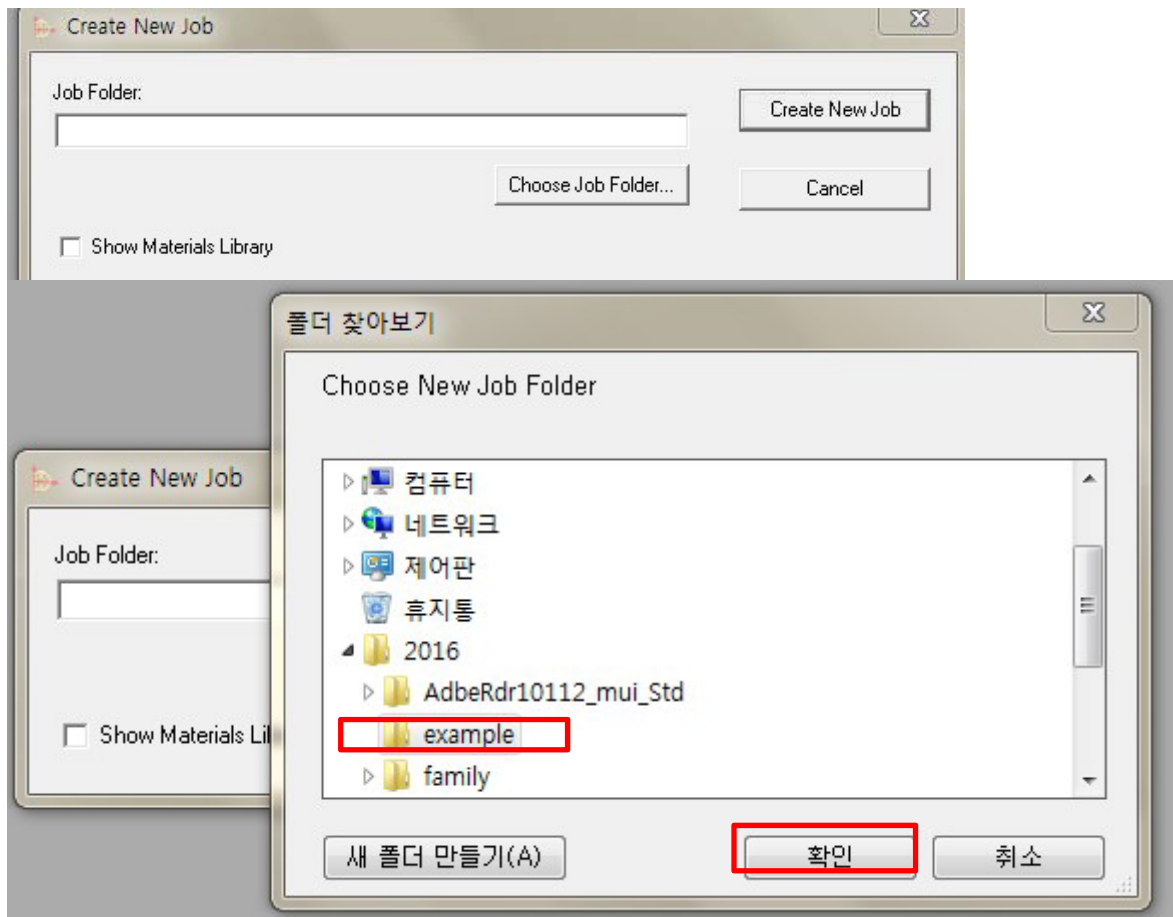 Create New Job
Job Folder:
Create New Job
Choose Job Folder...
Cancel
Show Materials Library
폴더 찾아보기
Choose New Job Folder
Create New Job
Job Folder:
Show Materials Lil
컴퓨터
네트워크
제어판
휴지통
2016
AdbeRdr10112_mui_Std
example
family
새 폴더 만들기(A)
확인
취소